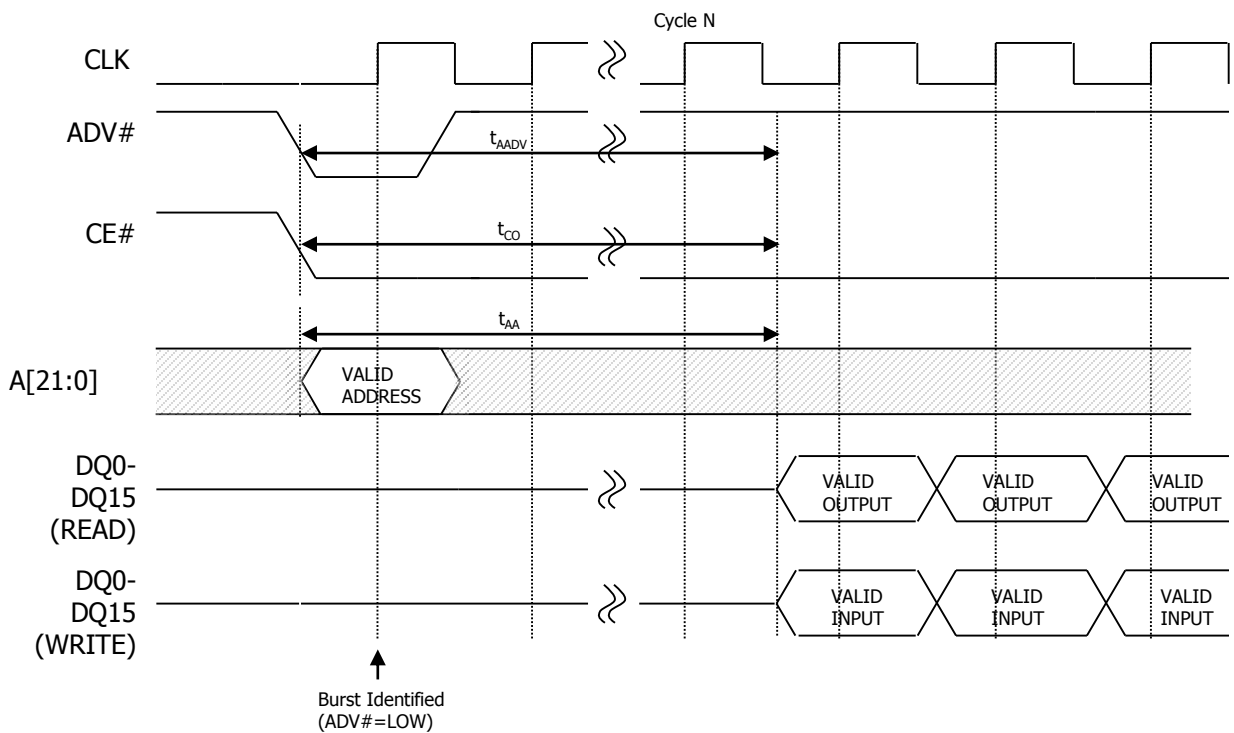 Cycle N
CLK
ADV#
tAADV
CE#
tCO
tAA
A[21:0]
VALID
ADDRESS
DQ0-
DQ15
(READ)
VALID
OUTPUT
VALID
OUTPUT
VALID
OUTPUT
DQ0-
DQ15
(WRITE)
VALID
INPUT
VALID
INPUT
VALID
INPUT
Burst Identified
(ADV#=LOW)